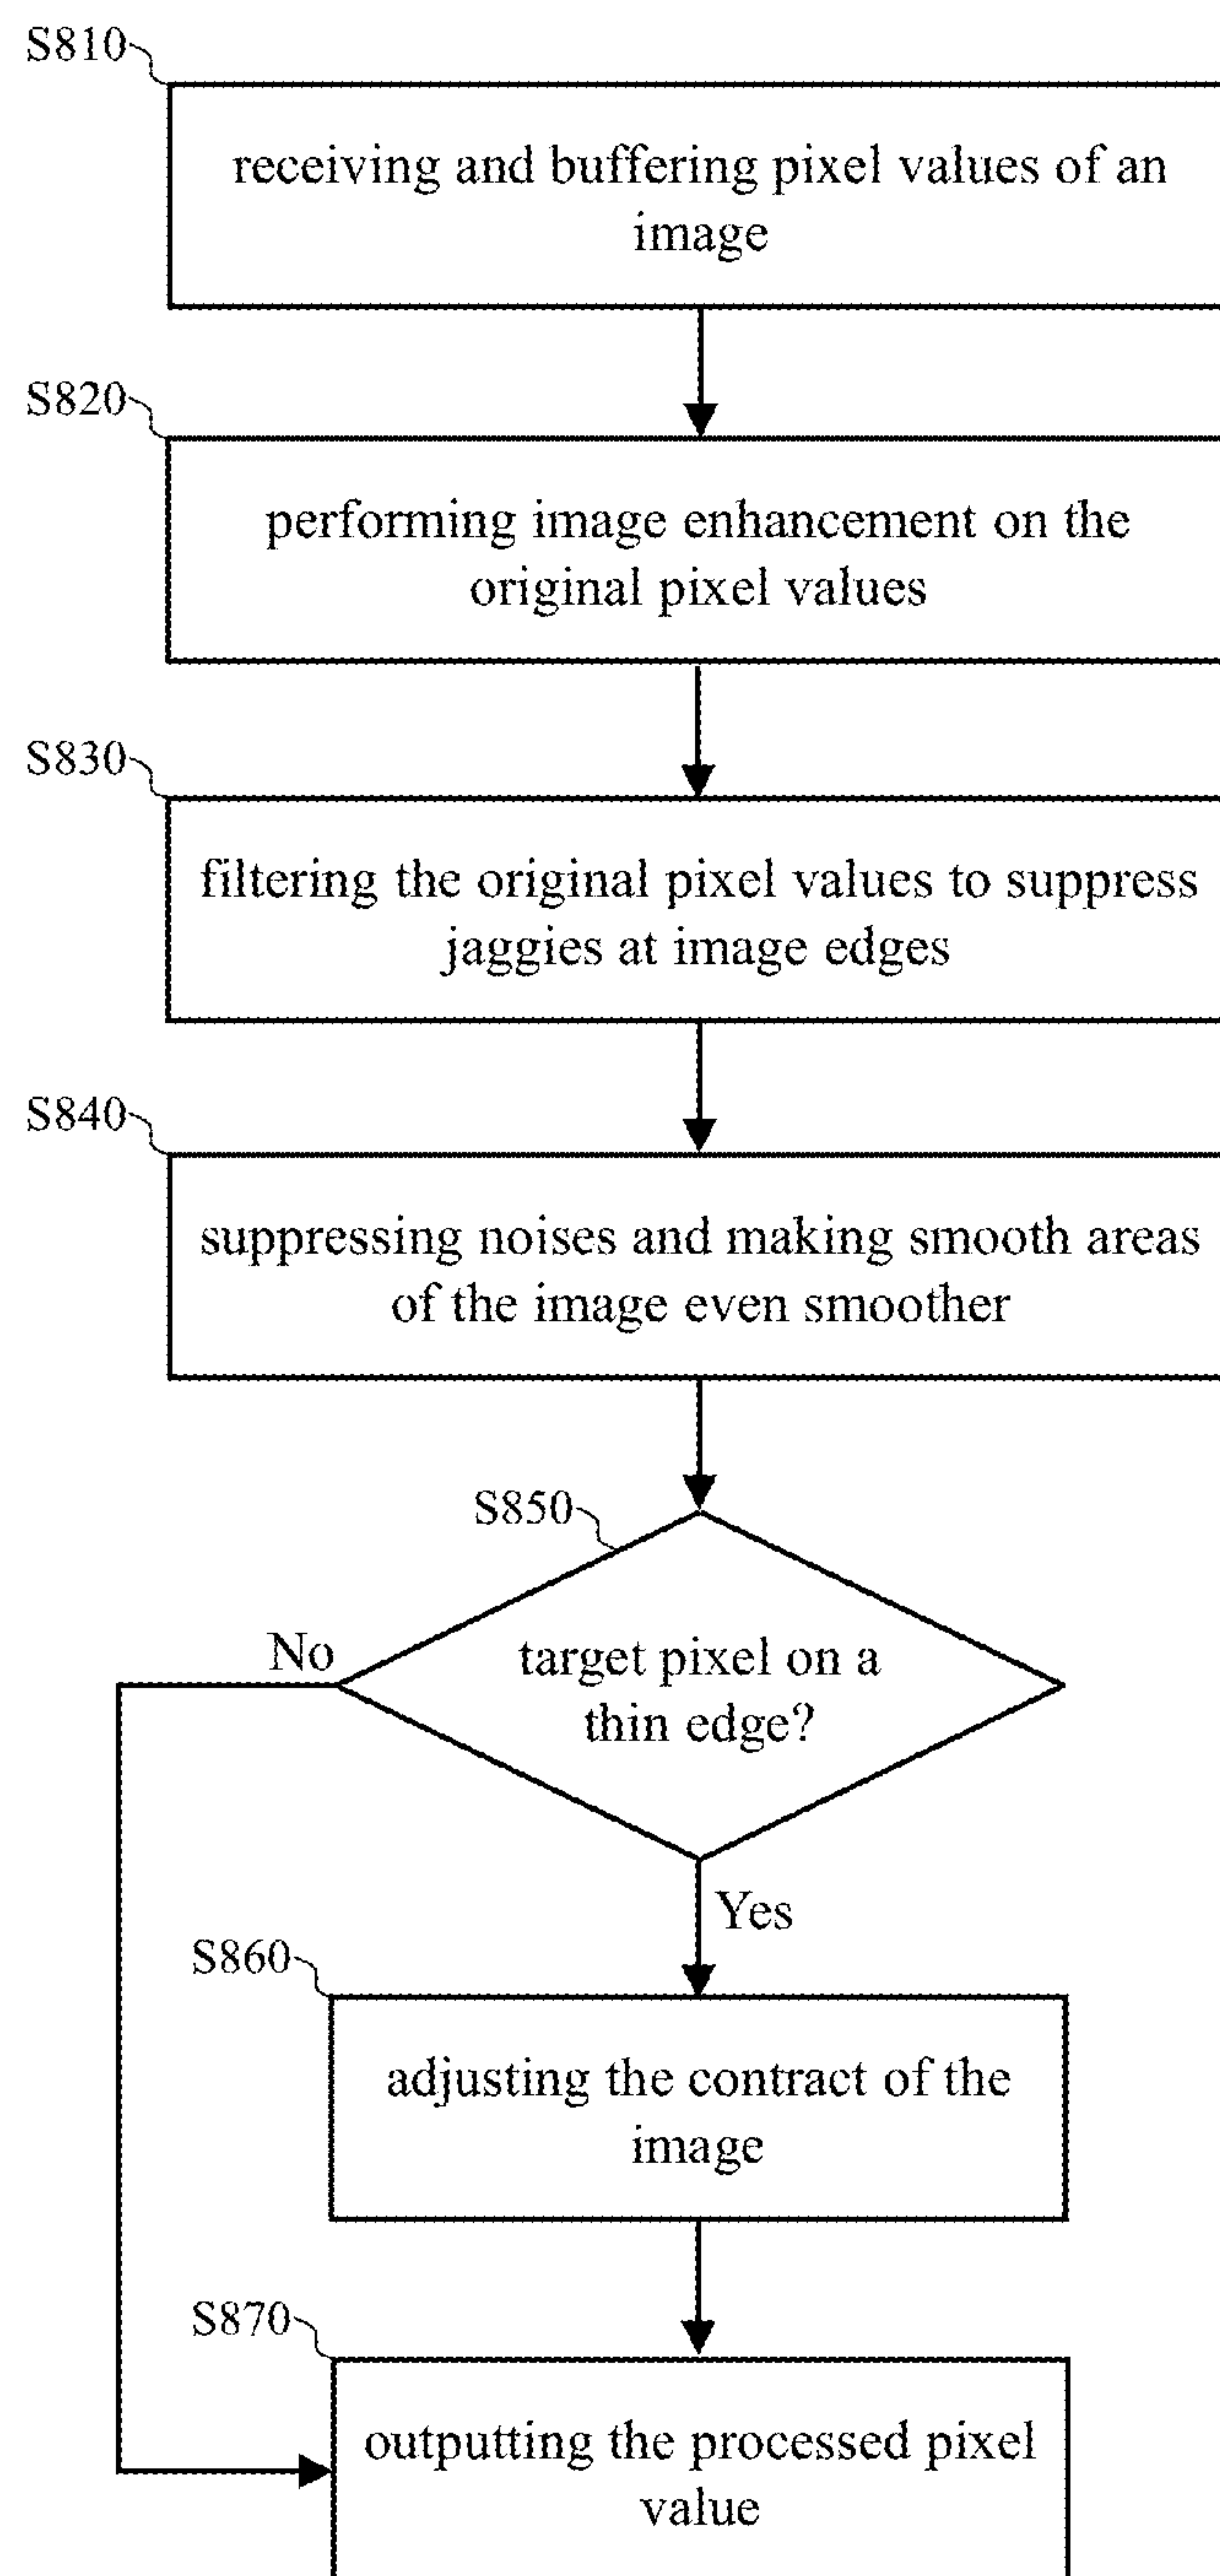 S810
receiving and buffering pixel values of an
image
S820
performing image enhancement on the
original pixel values
S830
filtering the original pixel values to suppress
jaggies at image edges
S840
suppressing noises and making smooth areas
of the image even smoother
S850
target pixel on a
thin edge?
No
Yes
S860
adjusting the contract of the
image
S870
outputting the processed pixel
value